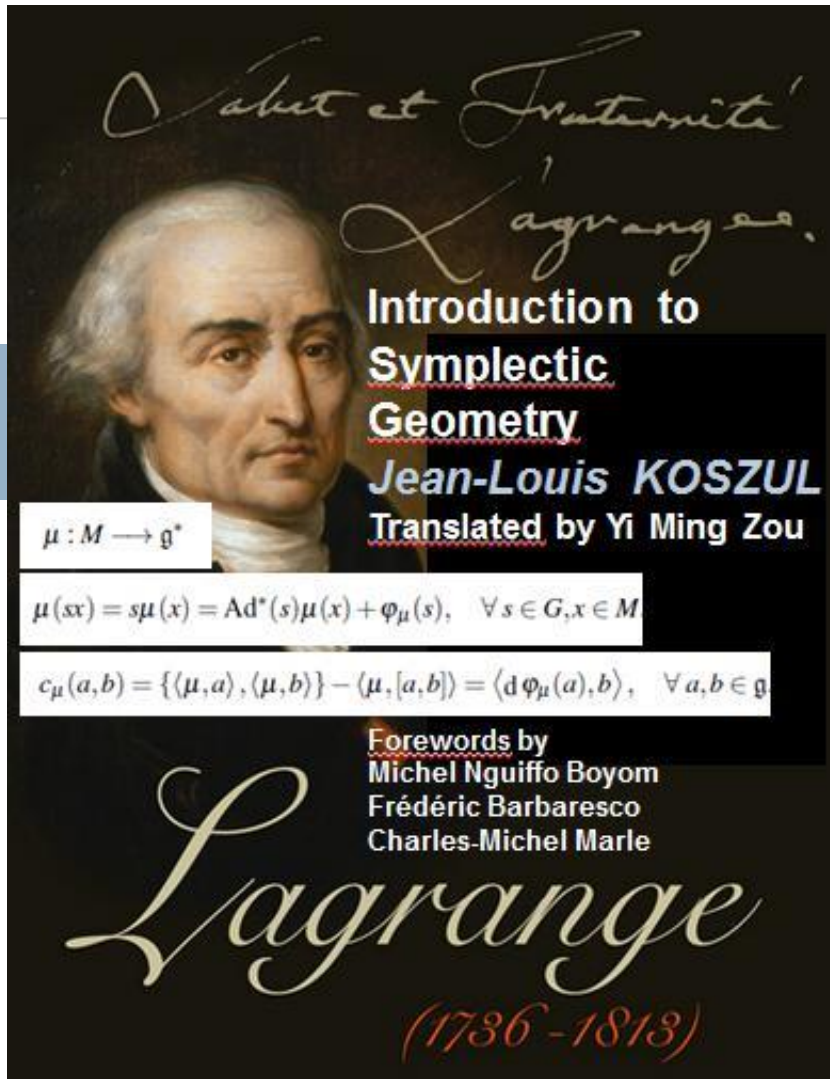 Salut et Fraternité
Lagrange.
Introduction to
Symplectic
Geometry
Jean-Louis KOSZUL
Translated by Yi Ming Zou
μ : M ⟶ 𝔤*
μ(sx) = sμ(x) = Ad*(s)μ(x) + φ_μ(s), ∀ s ∈ G, x ∈ M
c_μ(a,b) = {⟨μ,a⟩,⟨μ,b⟩} − ⟨μ,[a,b]⟩ = ⟨d φ_μ(a),b⟩, ∀ a,b ∈ 𝔤
Forewords by
Michel Nguiffo Boyom
Frédéric Barbaresco
Charles-Michel Marle
Lagrange
(1736-1813)